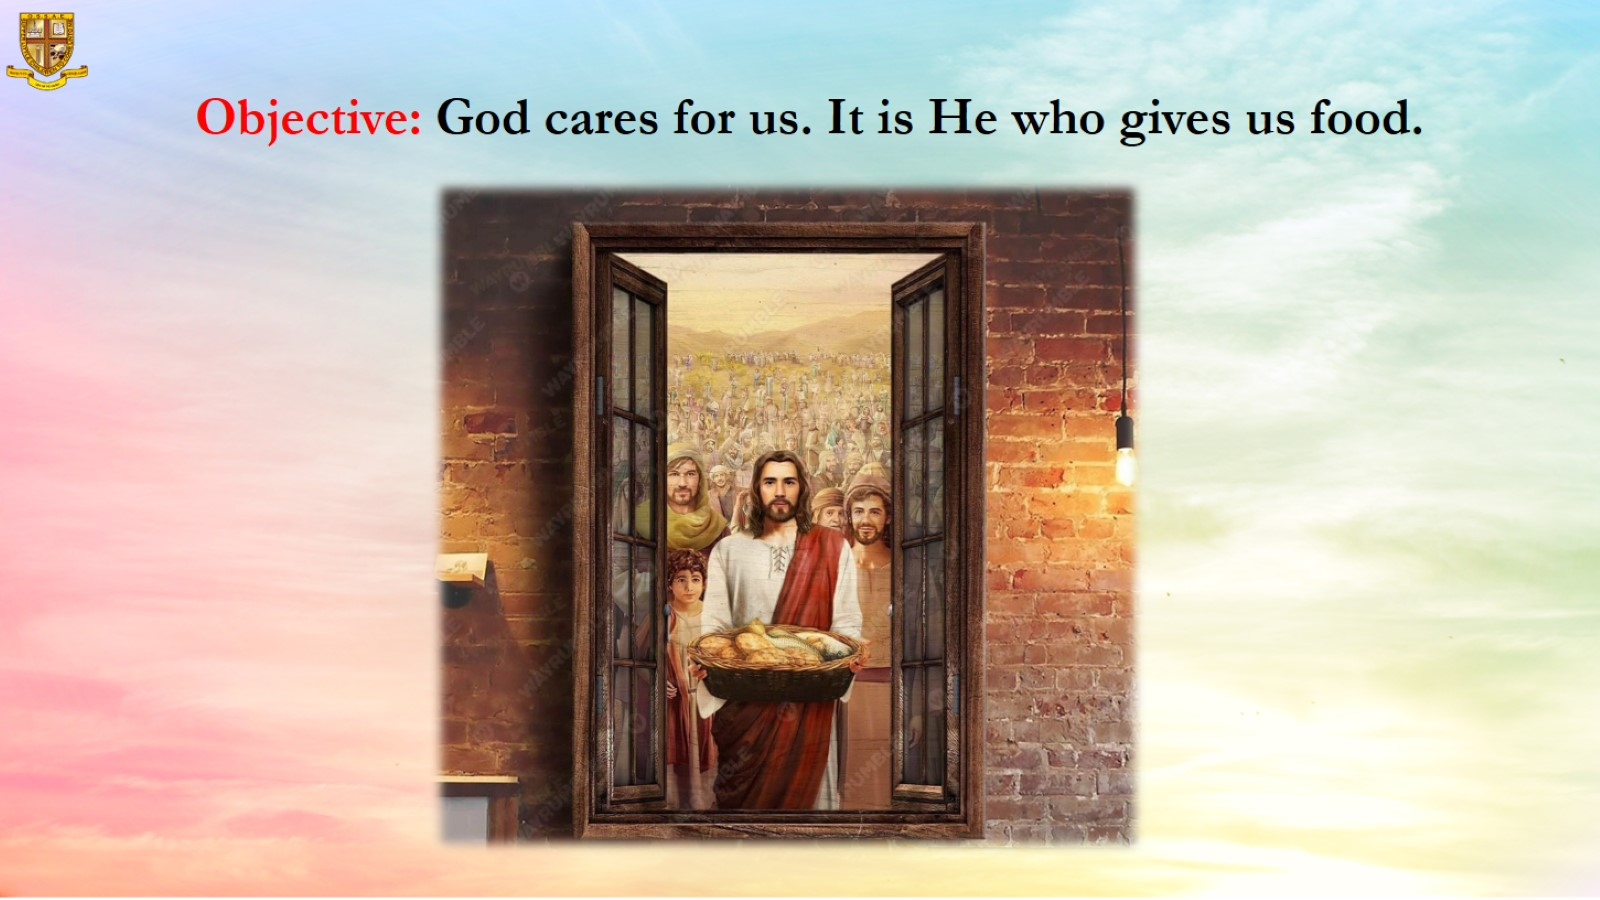 O.S.S.A.E.
Objective: God cares for us. It is He who gives us food.